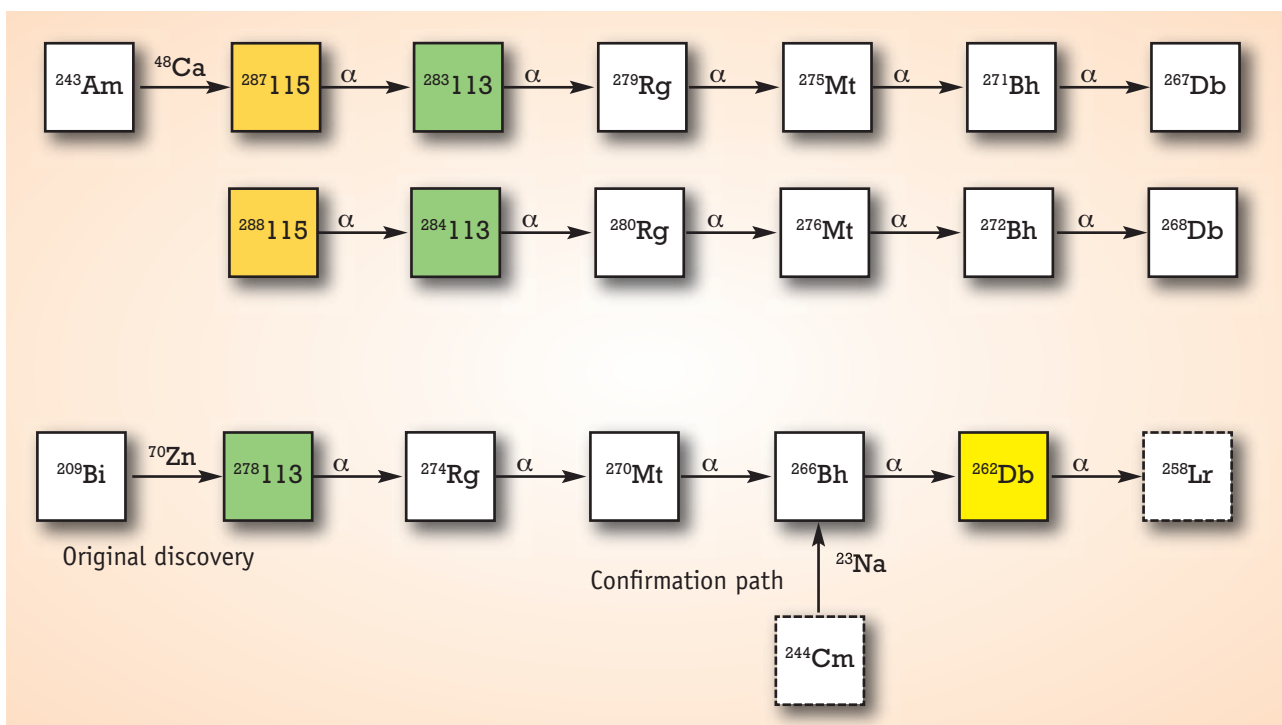 ⁴⁸Ca
²⁴³Am ²⁸⁷115 α ²⁸³113 α ²⁷⁹Rg α ²⁷⁵Mt α ²⁷¹Bh α ²⁶⁷Db
²⁸⁸115 α ²⁸⁴113 α ²⁸⁰Rg α ²⁷⁶Mt α ²⁷²Bh α ²⁶⁸Db
⁷⁰Zn
²⁰⁹Bi ²⁷⁸113 α ²⁷⁴Rg α ²⁷⁰Mt α ²⁶⁶Bh α ²⁶²Db α ²⁵⁸Lr
Original discovery
Confirmation path
²³Na
²⁴⁴Cm